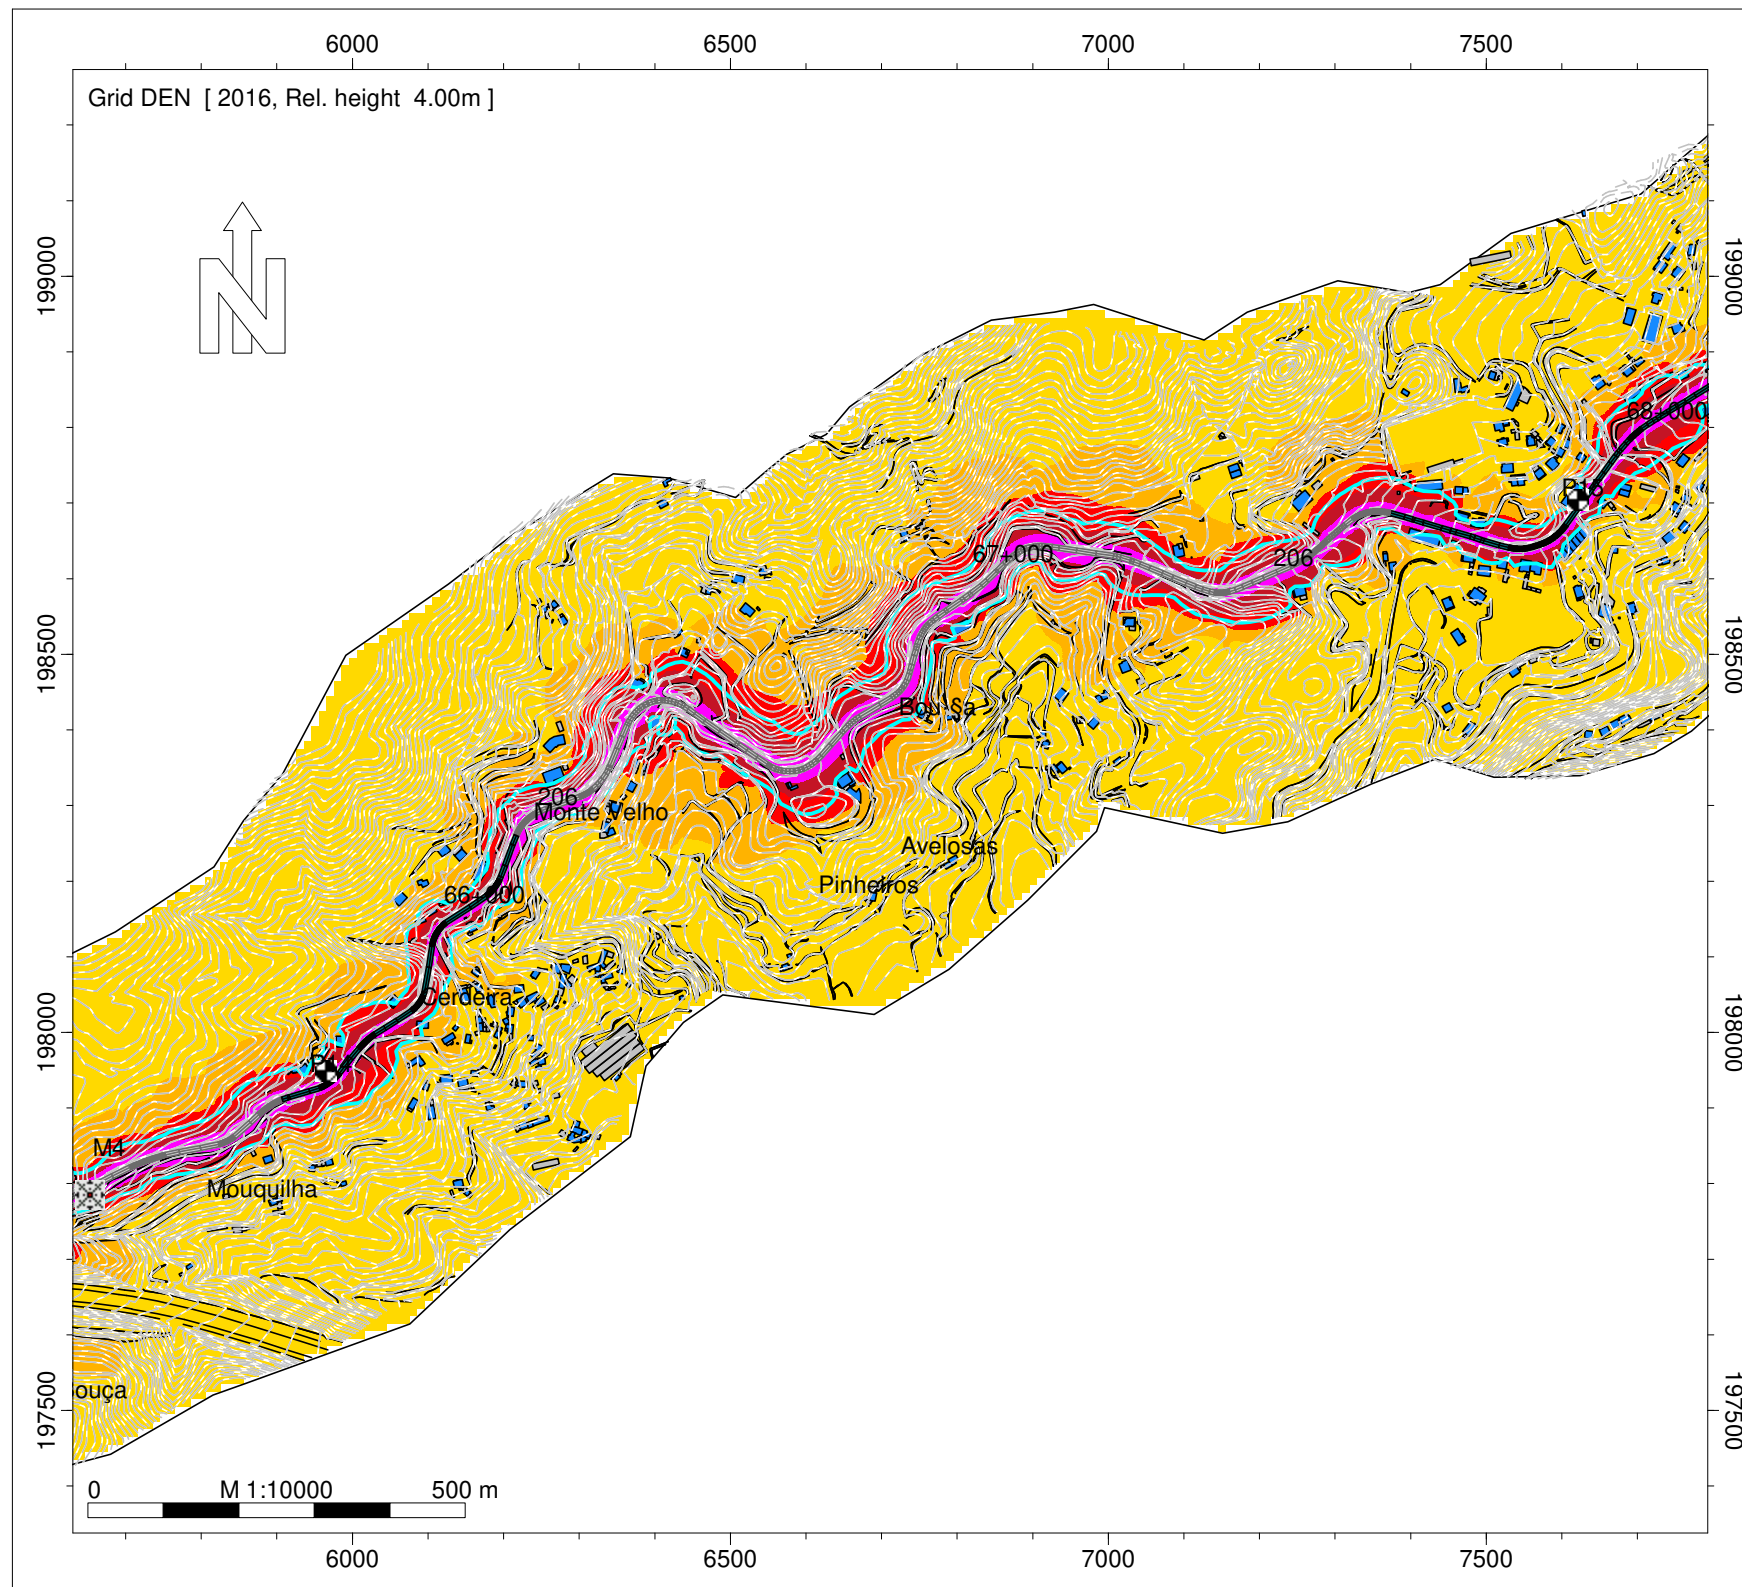 6000 6500 7000 7500
Grid DEN [ 2016, Rel. height 4.00m ]
N
199000 199000
68+000
67+000
206
198500 198500
Bou §a
206
Monte Velho
Avelosas
Pinheiros
66+000
Cerdeira
198000 198000
M4
Mouquilha
197500 197500
ouça
0 M 1:10000 500 m
6000 6500 7000 7500